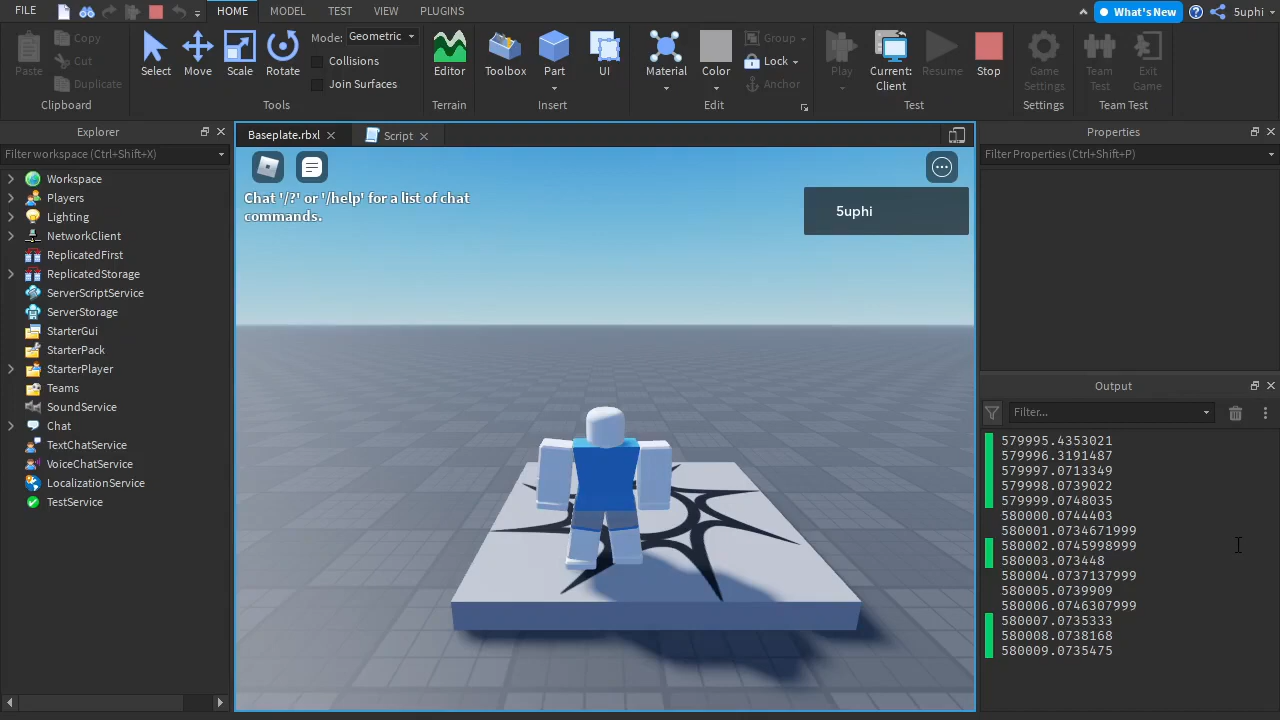 FILE
HOME
MODEL
TEST
VIEW
PLUGINS
What's New
5uphi
Paste
Copy
Cut
Duplicate
Clipboard
Select
Move
Scale
Rotate
Mode:
Geometric
Collisions
Join Surfaces
Tools
Editor
Terrain
Toolbox
Part
UI
Insert
Material
Color
Group
Lock
Anchor
Edit
Play
Current:
Client
Resume
Stop
Test
Game
Settings
Settings
Team
Test
Exit
Game
Team Test
Explorer
Filter workspace (Ctrl+Shift+X)
Workspace
Players
Lighting
NetworkClient
ReplicatedFirst
ReplicatedStorage
ServerScriptService
ServerStorage
StarterGui
StarterPack
StarterPlayer
Teams
SoundService
Chat
TextChatService
VoiceChatService
LocalizationService
TestService
Baseplate.rbxl
Script
Chat '/?' or '/help' for a list of chat
commands.
5uphi
Properties
Filter Properties (Ctrl+Shift+P)
Output
Filter...
579995.4353021
579996.3191487
579997.0713349
579998.0739022
579999.0748035
580000.0744403
580001.0734671999
580002.0745998999
580003.073448
580004.0737137999
580005.0739909
580006.0746307999
580007.0735333
580008.0738168
580009.0735475